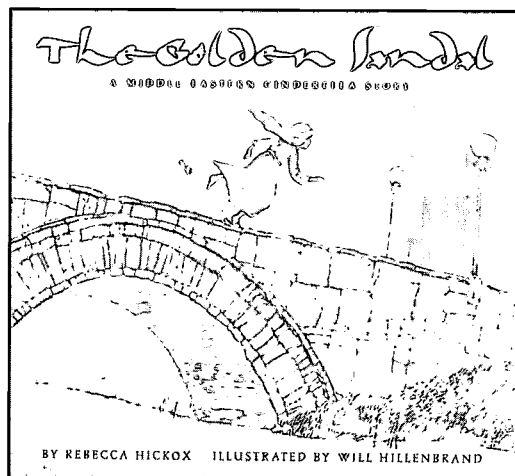 The Golden Sandal
A MIDDLE EASTERN CINDERELLA STORY
BY REBECCA HICKOX ILLUSTRATED BY WILL HILLENBRAND